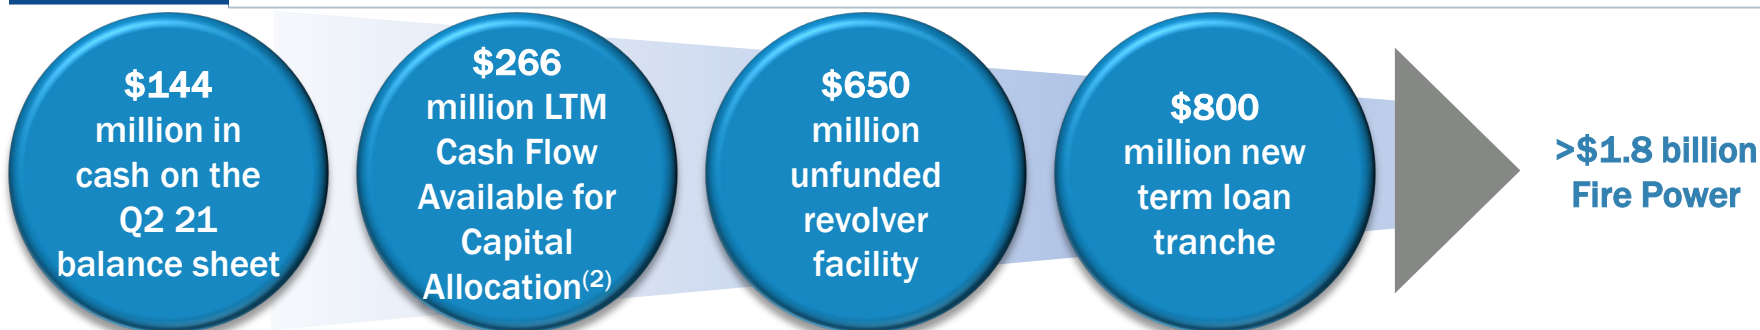 $144
million in
cash on the
Q2 21
balance sheet
$266
million LTM
Cash Flow
Available for
Capital
Allocation(2)
$650
million
unfunded
revolver
facility
$800
million new
term loan
tranche
>$1.8 billion
Fire Power